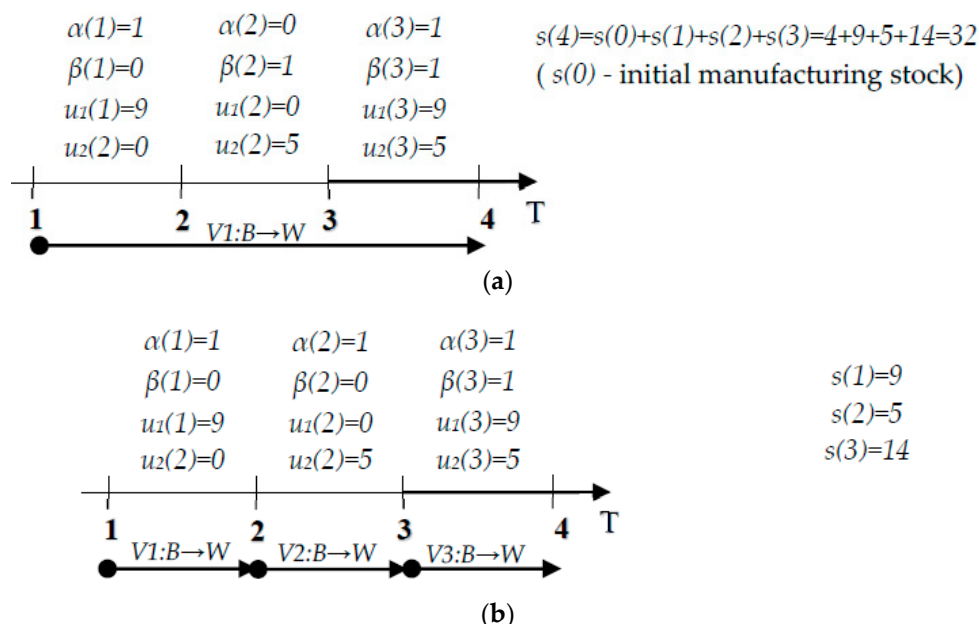 α(1)=1 α(2)=0 α(3)=1 s(4)=s(0)+s(1)+s(2)+s(3)=4+9+5+14=32
β(1)=0 β(2)=1 β(3)=1 ( s(0) - initial manufacturing stock)
u₁(1)=9 u₁(2)=0 u₁(3)=9
u₂(2)=0 u₂(2)=5 u₂(3)=5
1 2 3 4 T
V1:B→W
(a)
α(1)=1 α(2)=1 α(3)=1
β(1)=0 β(2)=0 β(3)=1 s(1)=9
u₁(1)=9 u₁(2)=0 u₁(3)=9 s(2)=5
u₂(2)=0 u₂(2)=5 u₂(3)=5 s(3)=14
1 2 3 4 T
V1:B→W V2:B→W V3:B→W
(b)